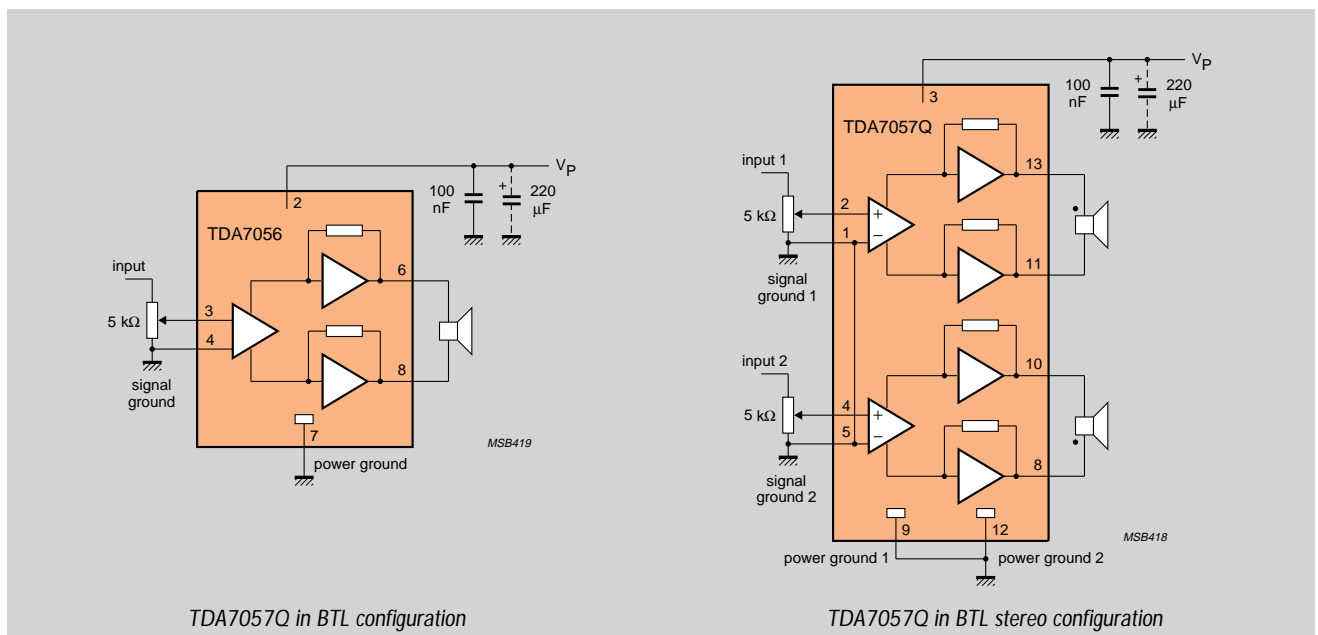 VP
100
nF
+
220
μF
2
TDA7056
input
5 kΩ
3
4
6
8
signal
ground
7
power ground
MSB419
TDA7057Q in BTL configuration
VP
100
nF
+
220
μF
3
TDA7057Q
input 1
5 kΩ
2
+
1
−
13
11
signal
ground 1
input 2
5 kΩ
4
+
5
−
10
8
signal
ground 2
9
12
power ground 1
power ground 2
MSB418
TDA7057Q in BTL stereo configuration